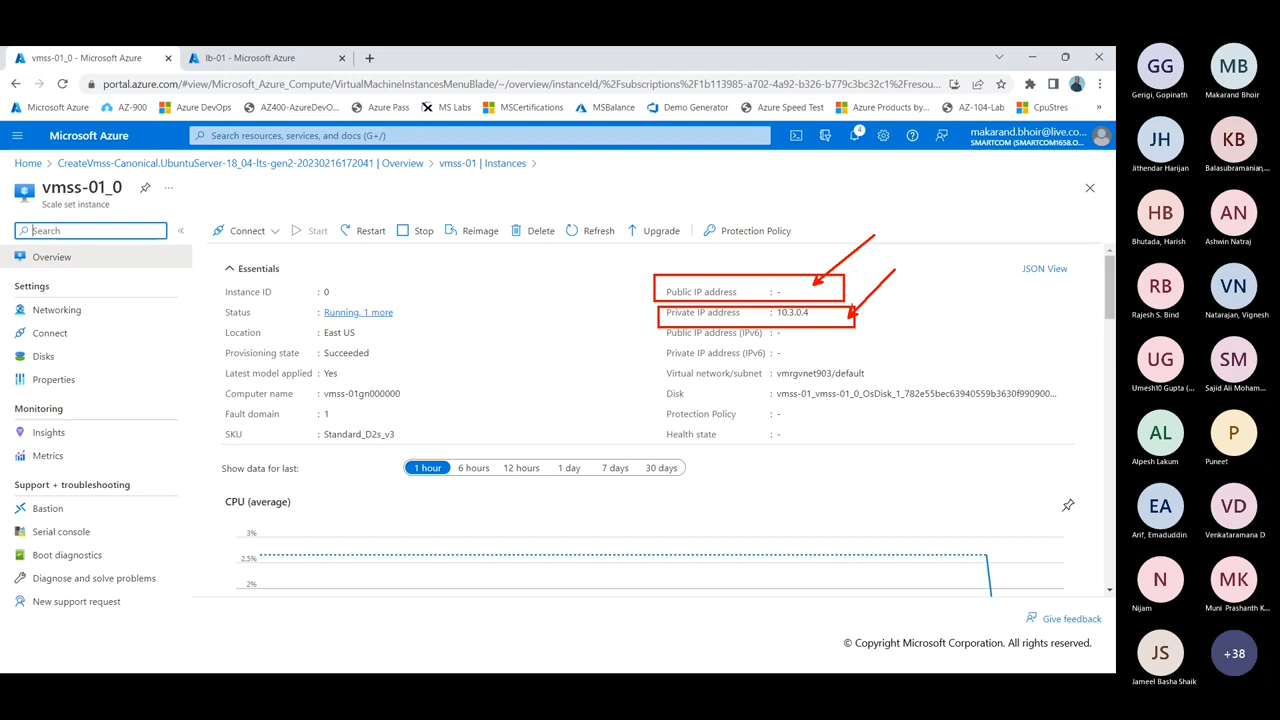 vmss-01_0 - Microsoft Azure
lb-01 - Microsoft Azure
portal.azure.com/#view/Microsoft_Azure_Compute/VirtualMachineInstancesMenuBlade/~/overview/instanceId/%2Fsubscriptions%2F1b113985-a702-4a92-b326-b779c3bc32c1%2Fresou...
Microsoft Azure AZ-900 Azure DevOps AZ400-AzureDevO... Azure Pass MS Labs MSCertifications MSBalance Demo Generator Azure Speed Test Azure Products by... AZ-104-Lab CpuStres »
Microsoft Azure
Search resources, services, and docs (G+/)
4
makarand.bhoir@live.co...
SMARTCOM (SMARTCOM1658.O...
Home > CreateVmss-Canonical.UbuntuServer-18_04-lts-gen2-20230216172041 | Overview > vmss-01 | Instances >
vmss-01_0 ...
Scale set instance
Search «
Overview
Settings
Networking
Connect
Disks
Properties
Monitoring
Insights
Metrics
Support + troubleshooting
Bastion
Serial console
Boot diagnostics
Diagnose and solve problems
New support request
Connect Start Restart Stop Reimage Delete Refresh Upgrade Protection Policy
Essentials
JSON View
Instance ID : 0
Status : Running, 1 more
Location : East US
Provisioning state : Succeeded
Latest model applied : Yes
Computer name : vmss-01gn000000
Fault domain : 1
SKU : Standard_D2s_v3
Public IP address : -
Private IP address : 10.3.0.4
Public IP address (IPv6) : -
Private IP address (IPv6) : -
Virtual network/subnet : vmrgvnet903/default
Disk : vmss-01_vmss-01_0_OsDisk_1_782e55bec63940559b3630f990900...
Protection Policy : -
Health state : -
Show data for last: 1 hour 6 hours 12 hours 1 day 7 days 30 days
CPU (average)
3%
2.5%
2%
Give feedback
© Copyright Microsoft Corporation. All rights reserved.
GG MB
Gerigi, Gopinath Makarand Bhoir
JH KB
Jithendar Harijan Balasubramanian,...
HB AN
Bhutada, Harish Ashwin Natraj
RB VN
Rajesh S. Bind Natarajan, Vignesh
UG SM
Umesh10 Gupta (... Sajid Ali Moham...
AL P
Alpesh Lakum Puneet
EA VD
Arif, Emaduddin Venkataramana D
N MK
Nijam Muni Prashanth K...
JS +38
Jameel Basha Shaik